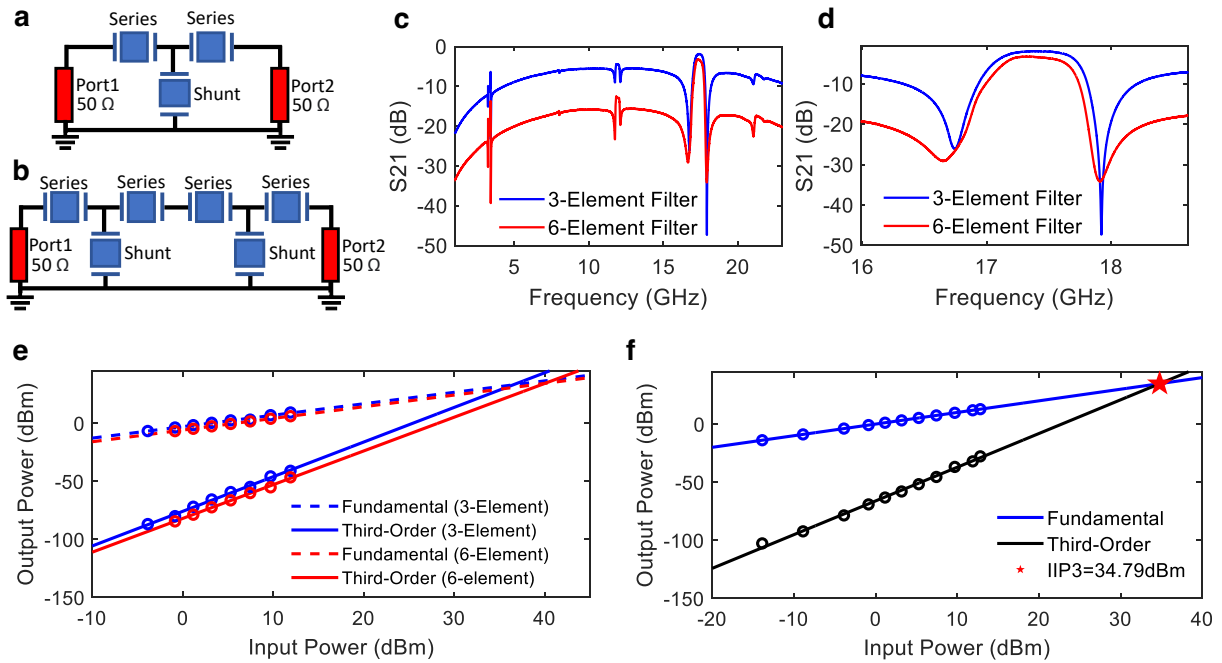 a
Series
Series
Port1
50 Ω
Shunt
Port2
50 Ω
b
Series
Series
Series
Series
Port1
50 Ω
Shunt
Shunt
Port2
50 Ω
c
0
-10
-20
-30
-40
-50
S21 (dB)
3-Element Filter
6-Element Filter
5
10
15
20
Frequency (GHz)
d
-10
-20
-30
-40
-50
S21 (dB)
3-Element Filter
6-Element Filter
16
17
18
Frequency (GHz)
e
0
-50
-100
-150
Output Power (dBm)
Fundamental (3-Element)
Third-Order (3-Element)
Fundamental (6-Element)
Third-Order (6-element)
-10
0
10
20
30
40
Input Power (dBm)
f
0
-50
-100
-150
Output Power (dBm)
Fundamental
Third-Order
IIP3=34.79dBm
-20
-10
0
10
20
30
40
Input Power (dBm)